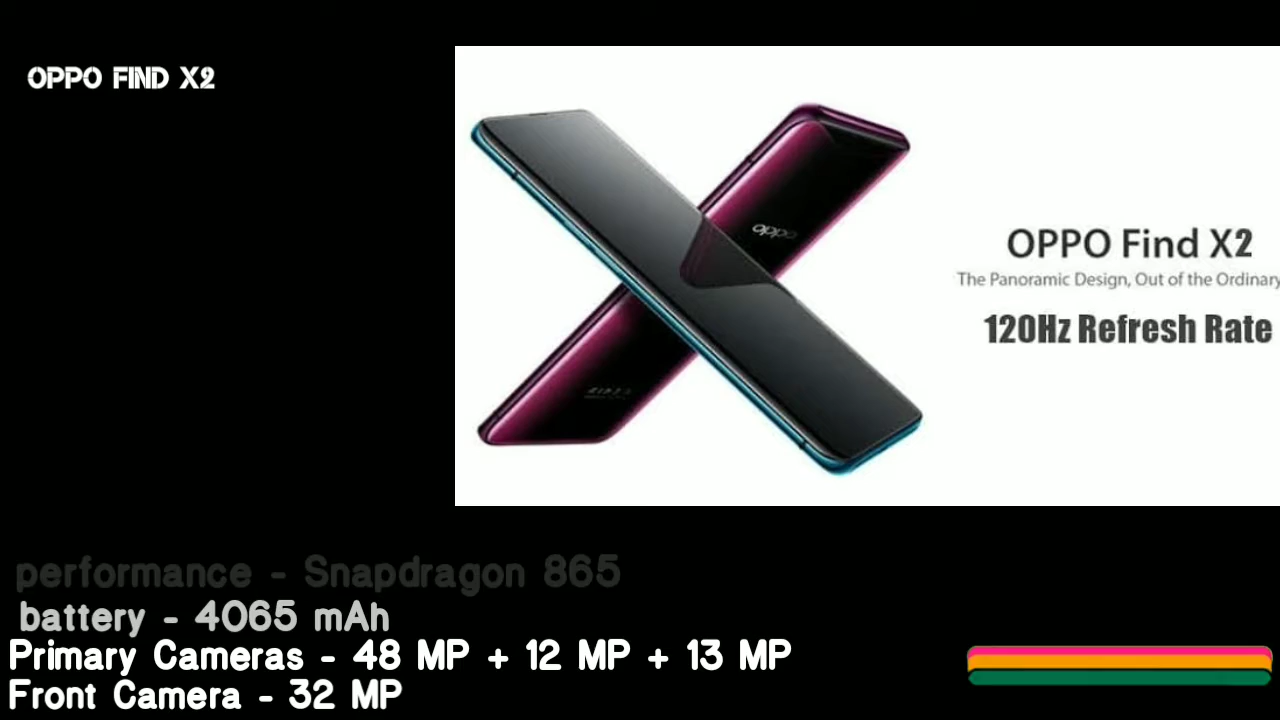 OPPO FIND X2
oppo
OPPO Find X2
The Panoramic Design, Out of the Ordinary
120Hz Refresh Rate
performance - Snapdragon 865
battery - 4065 mAh
Primary Cameras - 48 MP + 12 MP + 13 MP
Front Camera - 32 MP